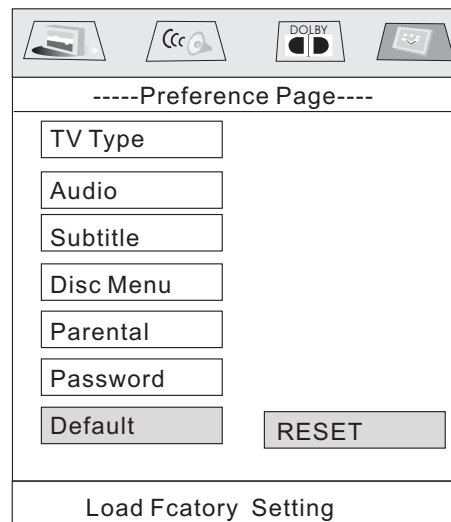 DOLBY
-----Preference Page----
TV Type
Audio
Subtitle
Disc Menu
Parental
Password
Default
RESET
Load Fcatory Setting